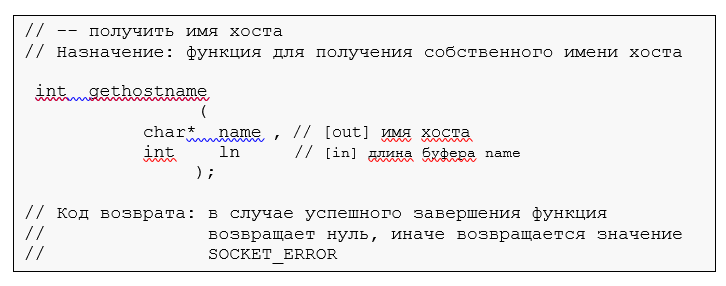 // -- получить имя хоста
// Назначение: функция для получения собственного имени хоста
int gethostname
(
char* name , // [out] имя хоста
int ln // [in] длина буфера name
);
// Код возврата: в случае успешного завершения функция
// возвращает нуль, иначе возвращается значение
// SOCKET_ERROR